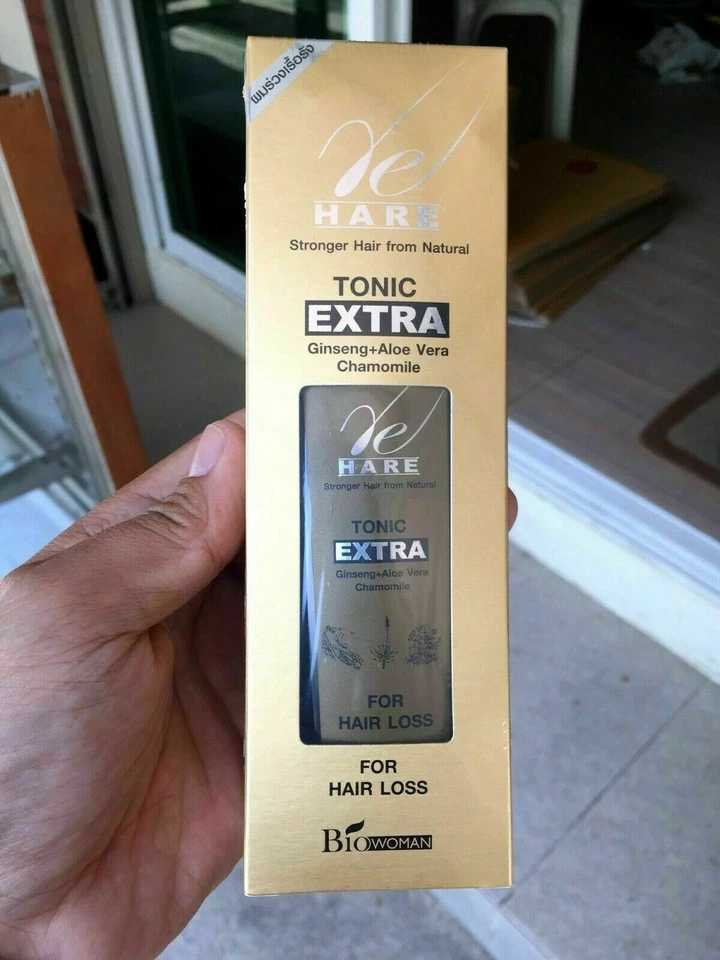 ผมร่วงเรื้อรัง
Ve
HARE
Stronger Hair from Natural
TONIC
EXTRA
Ginseng+Aloe Vera
Chamomile
Ve
HARE
Stronger Hair from Natural
TONIC
EXTRA
Ginseng+Aloe Vera
Chamomile
FOR
HAIR LOSS
FOR
HAIR LOSS
BioWOMAN